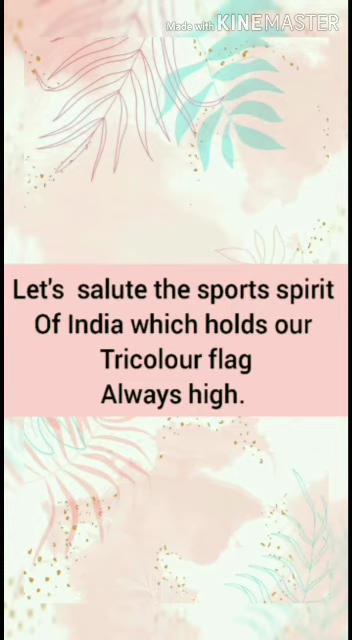 Made with KINEMASTER
Let's salute the sports spirit
Of India which holds our
Tricolour flag
Always high.